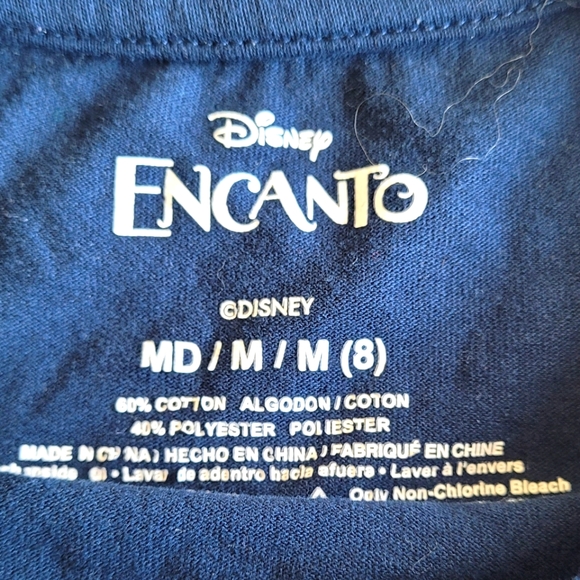 Disney
ENCANTO
©DISNEY
MD / M / M (8)
60% COTTON ALGODON / COTON
40% POLYESTER POLIESTER
MADE IN CHINA / HECHO EN CHINA / FABRIQUÉ EN CHINE
inside • Lavar de adentro hacia afuera • Laver à l'envers
Only Non-Chlorine Bleach